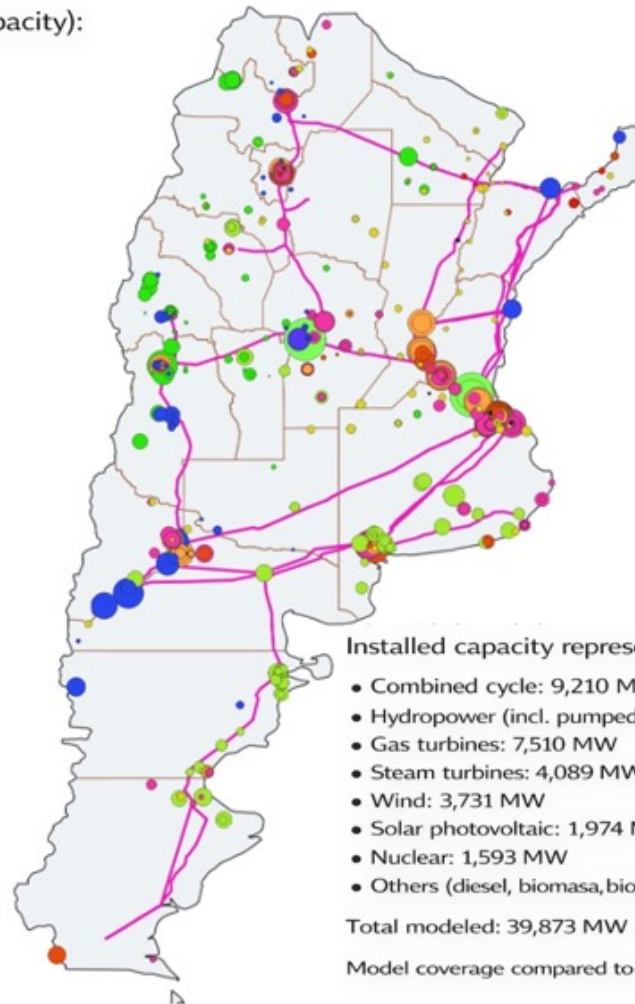 pacity):
Installed capacity represe
• Combined cycle: 9,210 M
• Hydropower (incl. pumped
• Gas turbines: 7,510 MW
• Steam turbines: 4,089 MW
• Wind: 3,731 MW
• Solar photovoltaic: 1,974 M
• Nuclear: 1,593 MW
• Others (diesel, biomasa, bio
Total modeled: 39,873 MW
Model coverage compared to